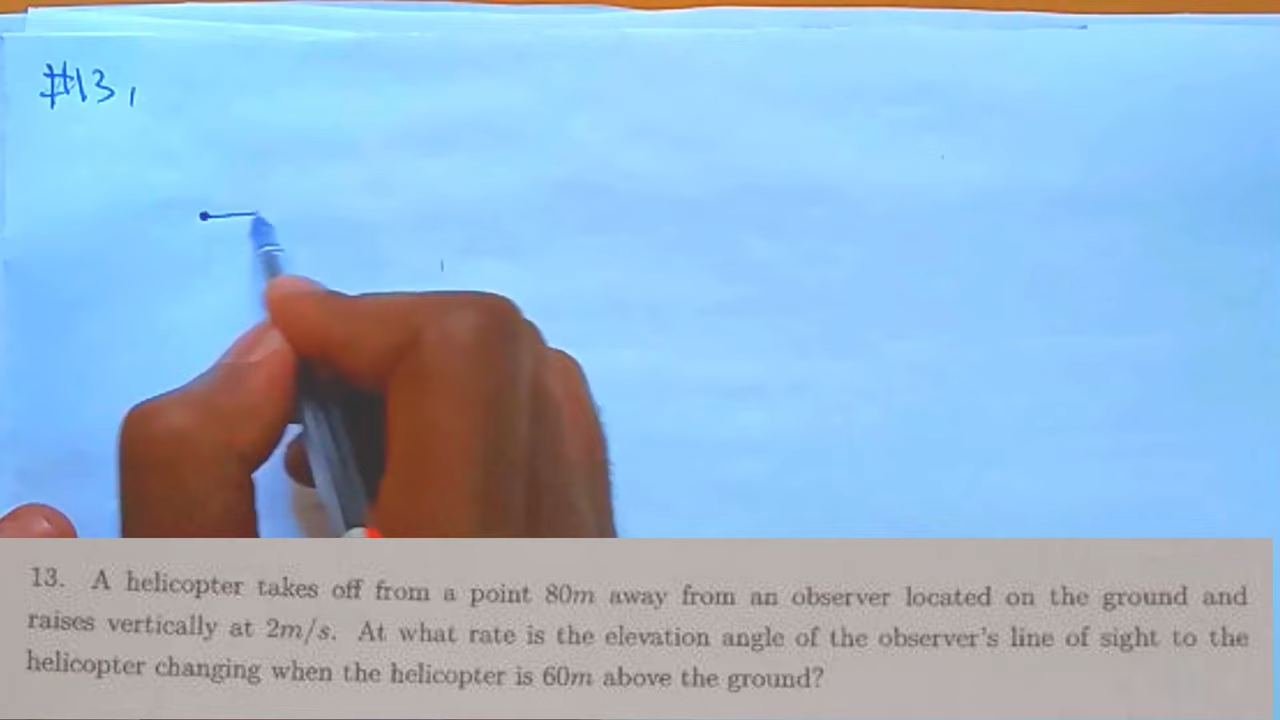 #13,
13. A helicopter takes off from a point 80m away from an observer located on the ground and
raises vertically at 2m/s. At what rate is the elevation angle of the observer's line of sight to the
helicopter changing when the helicopter is 60m above the ground?